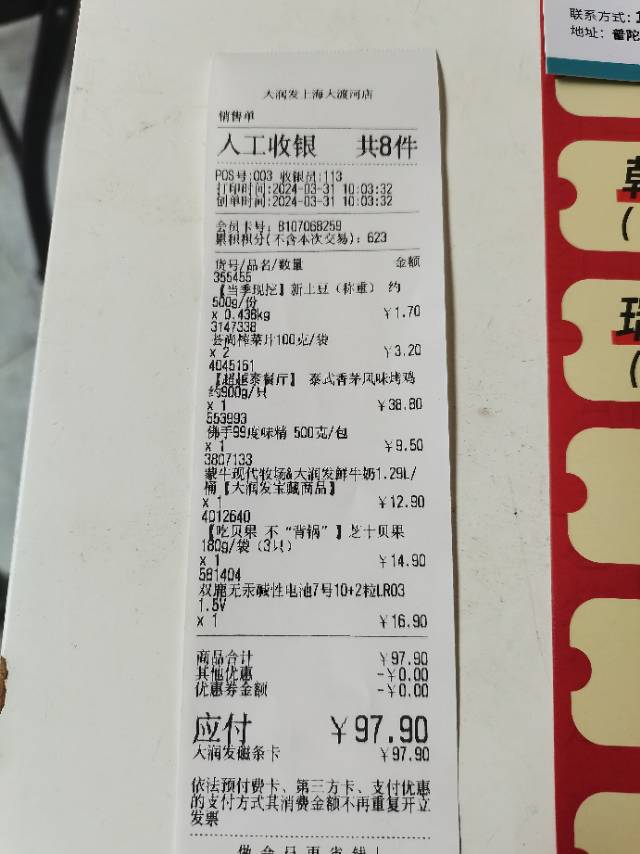 联系方式:1
地址: 普陀
大润发上海大渡河店
销售单
人工收银 共8件
POS号:003 收银员:113
打印时间:2024-03-31 10:03:32
创单时间:2024-03-31 10:03:32
会员卡号: 8107068259
累积积分(不含本次交易): 623
货号/品名/数量 金额
355455
【当季现挖】新土豆(称重) 约
500g/份
x 0.436kg ¥1.70
3147338
荟尚榨菜片100克/袋
x 2 ¥3.20
4045151
【超越泰餐厅】 泰式香茅风味烤鸡
约900g/只
x 1 ¥38.80
553993
佛手99度味精 500克/包
x 1 ¥9.50
3807133
蒙牛现代牧场&大润发鲜牛奶1.29L/
桶【大润发宝藏商品】
x 1 ¥12.90
4012640
【吃贝果 不“背锅”】芝士贝果
180g/袋(3只)
x 1 ¥14.90
581404
双鹿无汞碱性电池7号10+2粒LR03
1.5V
x 1 ¥16.90
商品合计 ¥97.90
其他优惠 -¥0.00
优惠券金额 -¥0.00
应付 ¥97.90
大润发磁条卡 ¥97.90
依法预付费卡、第三方卡、支付优惠
的支付方式其消费金额不再重复开立
发票
做会员更省钱!